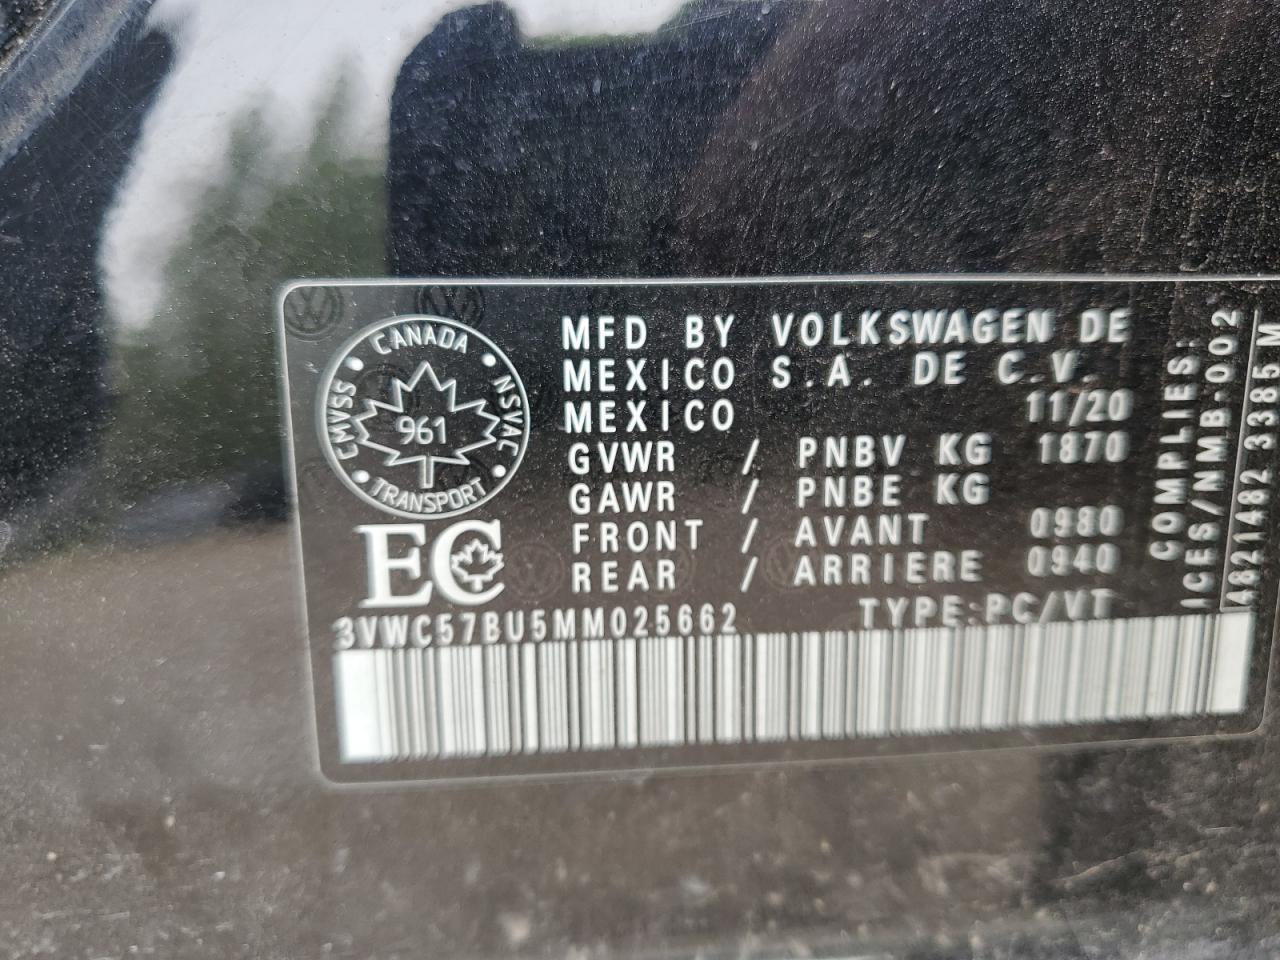 CANADA
CMVSS 961 NSVAC
TRANSPORT
EC
MFD BY VOLKSWAGEN DE
MEXICO S.A. DE C.V.
MEXICO 11/20
GVWR / PNBV KG 1870
GAWR / PNBE KG
FRONT / AVANT 0980
REAR / ARRIERE 0940
3VWC57BU5MM025662 TYPE:PC/VT
COMPLIES:
ICES/NMB.002
4821482 33385 M